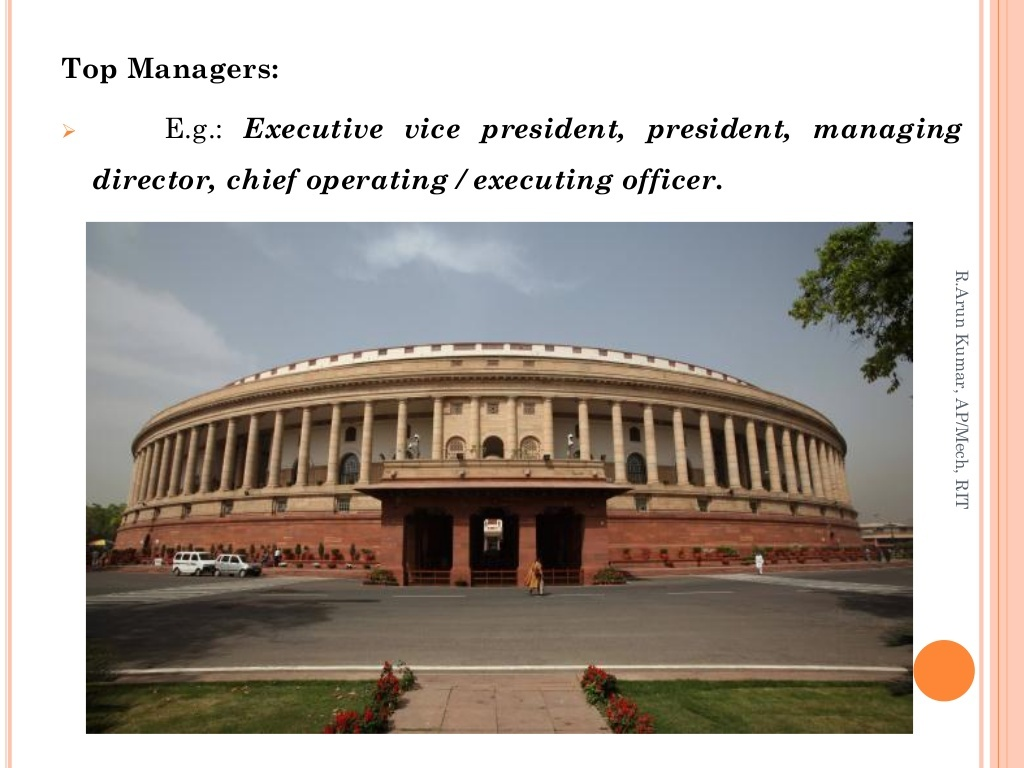 Top Managers:
E.g.: Executive vice president, president, managing
director, chief operating / executing officer.
R.Arun Kumar, AP/Mech, RIT